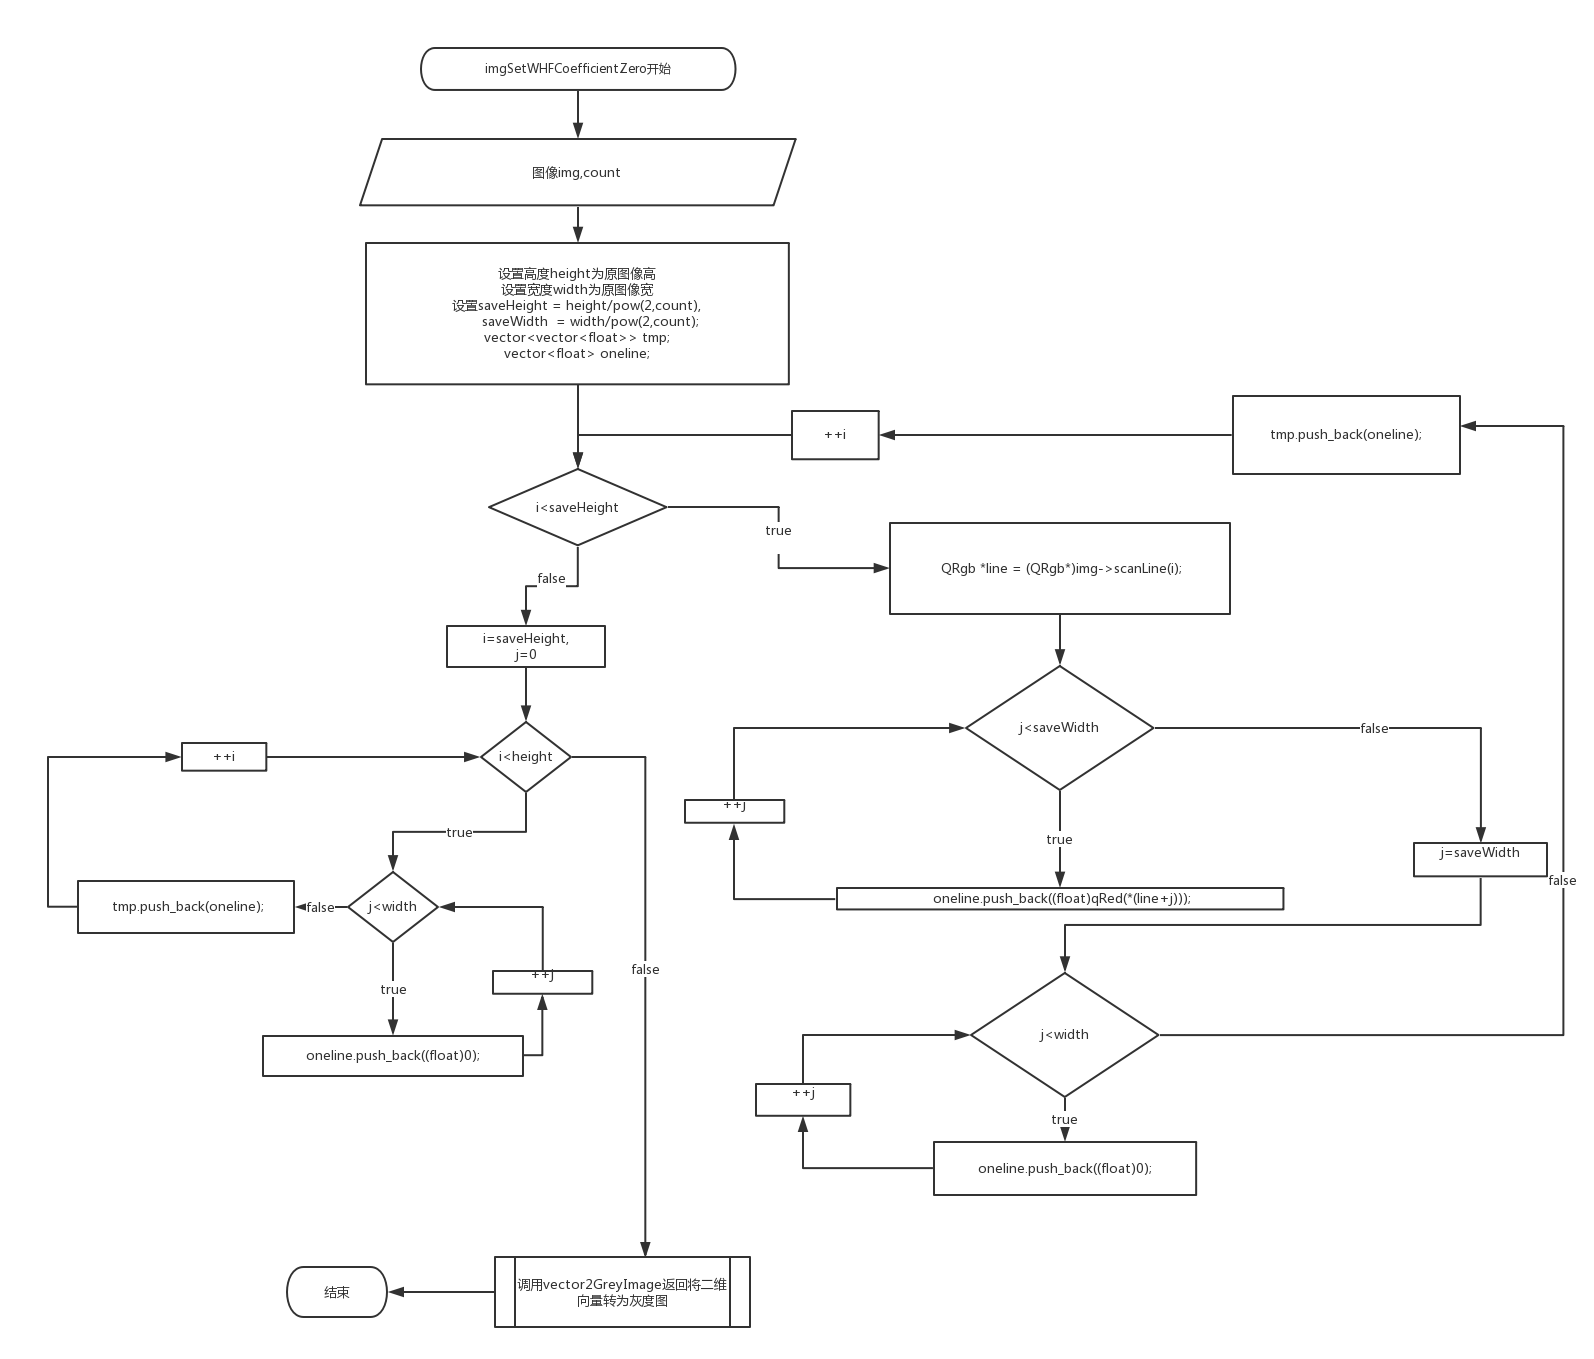 imgSetWHFCoefficientZero开始
图像img,count
设置高度height为原图像高
设置宽度width为原图像宽
设置saveHeight = height/pow(2,count),
saveWidth  = width/pow(2,count);
vector<vector<float>> tmp;
vector<float> oneline;
++i
tmp.push_back(oneline);
i<saveHeight
true
false
QRgb *line = (QRgb*)img->scanLine(i);
i=saveHeight,
j=0
j<saveWidth
false
++i
i<height
++j
true
true
j=saveWidth
false
tmp.push_back(oneline);
false
j<width
oneline.push_back((float)qRed(*(line+j)));
++j
false
true
j<width
oneline.push_back((float)0);
++j
true
oneline.push_back((float)0);
调用vector2GreyImage返回将二维
向量转为灰度图
结束